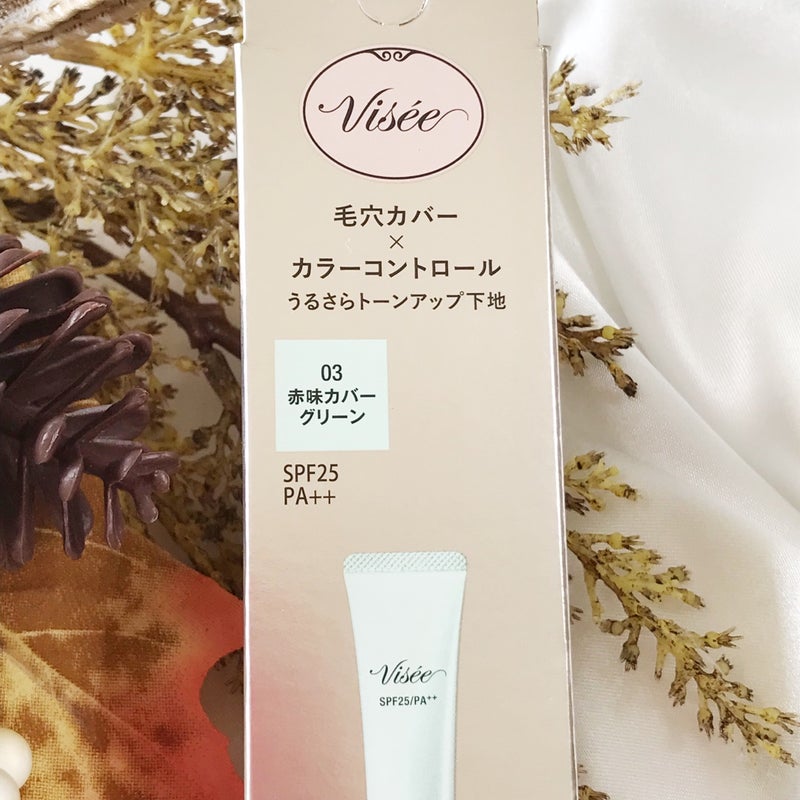 Visée
毛穴カバー
×
カラーコントロール
うるさらトーンアップ下地
03
赤味カバー
グリーン
SPF25
PA++
Visée
SPF25/PA++